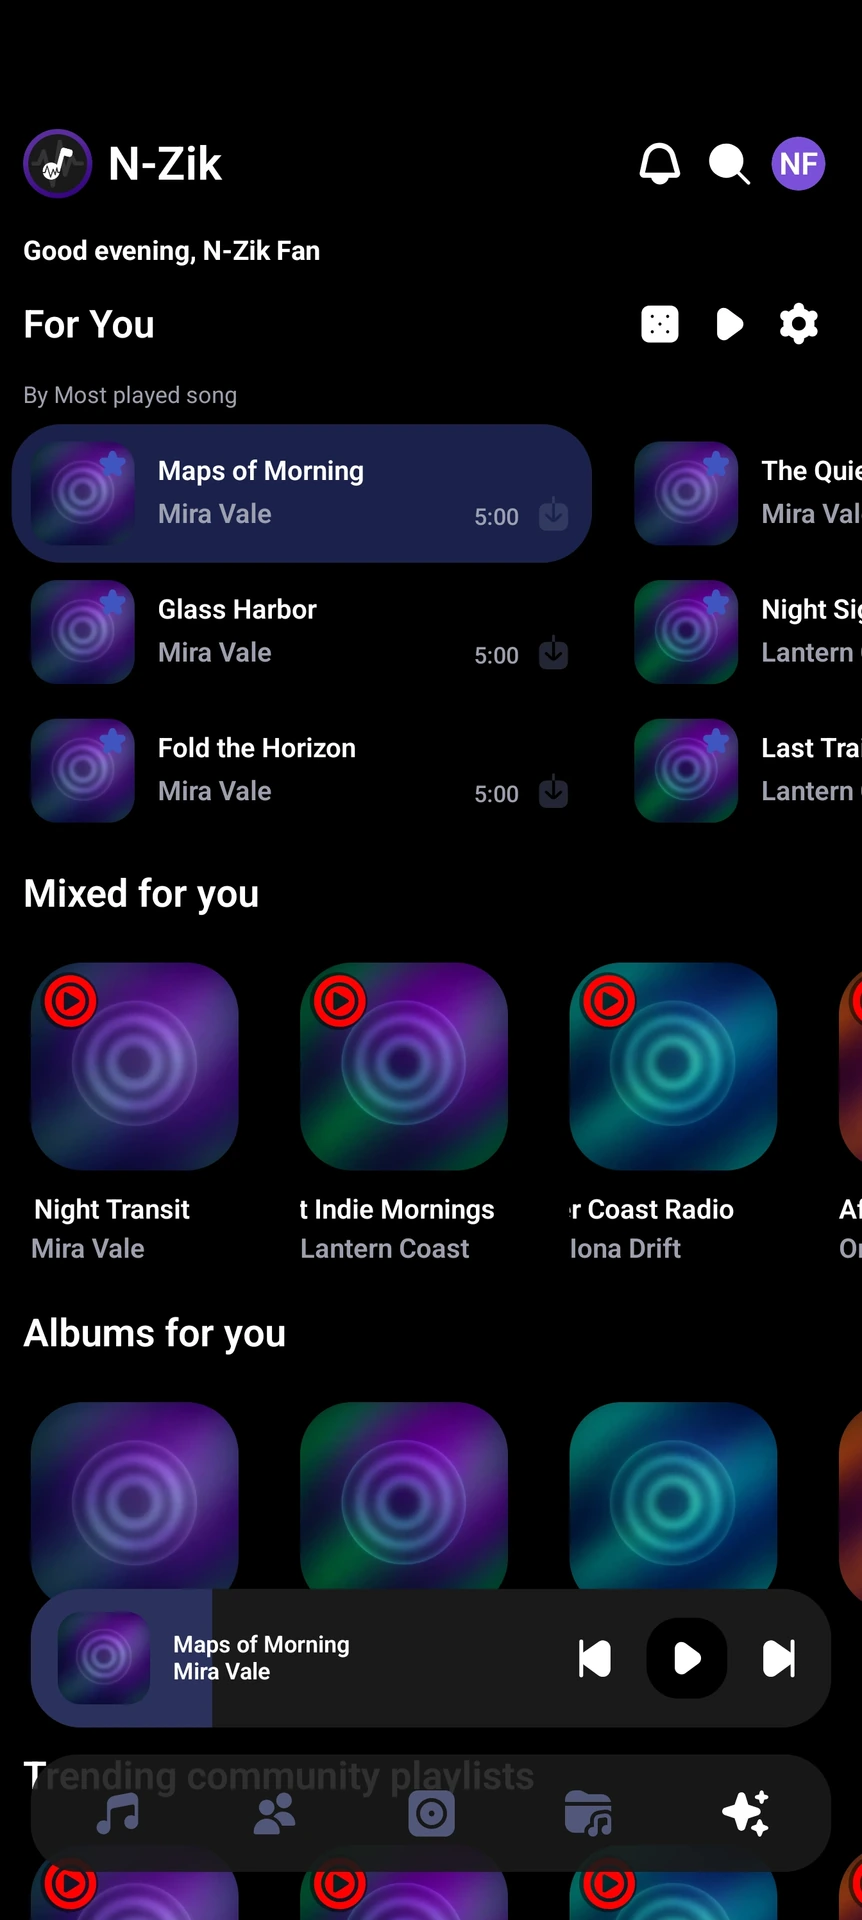 N-Zik
NF
Good evening, N-Zik Fan
For You
By Most played song
Maps of Morning
Mira Vale
5:00
The Quie
Mira Val
Glass Harbor
Mira Vale
5:00
Night Sig
Lantern
Fold the Horizon
Mira Vale
5:00
Last Trai
Lantern
Mixed for you
Night Transit
Mira Vale
t Indie Mornings
Lantern Coast
r Coast Radio
Iona Drift
Af
Or
Albums for you
Maps of Morning
Mira Vale
Trending community playlists